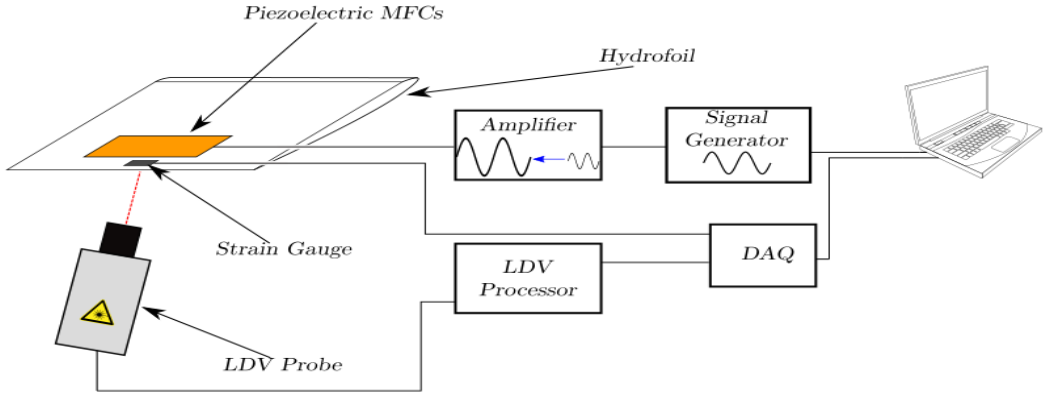 Piezoelectric MFCs
Hydrofoil
Amplifier
Signal
Generator
Strain Gauge
LDV
Processor
DAQ
LDV Probe